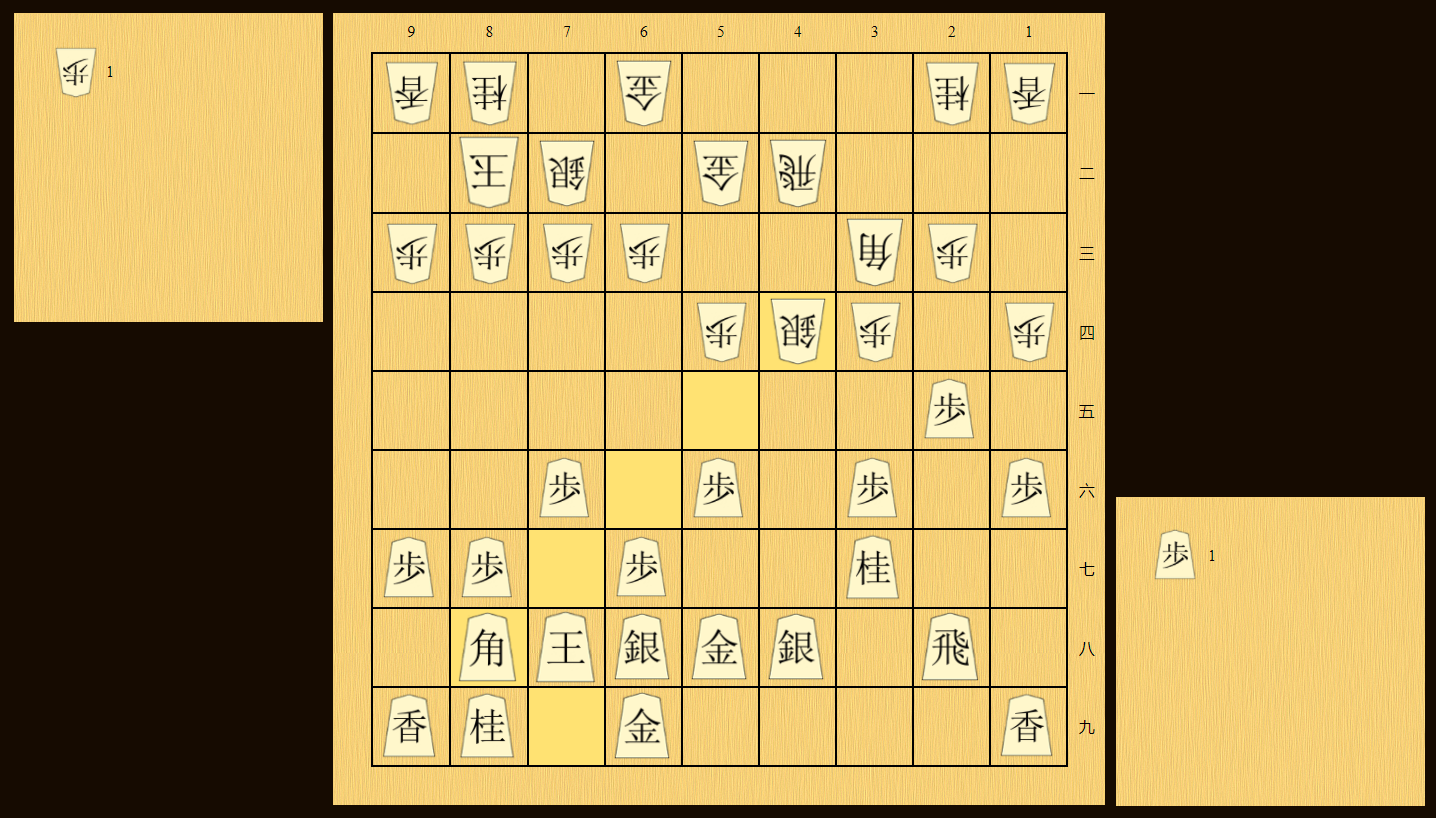 歩 1
9 8 7 6 5 4 3 2 1
香 桂 金 桂 香 一
玉 銀 金 飛 二
歩 歩 歩 歩 角 歩 三
歩 銀 歩 歩 四
歩 五
歩 歩 歩 歩 六
歩 歩 歩 桂 七
角 王 銀 金 銀 飛 八
香 桂 金 香 九
歩 1